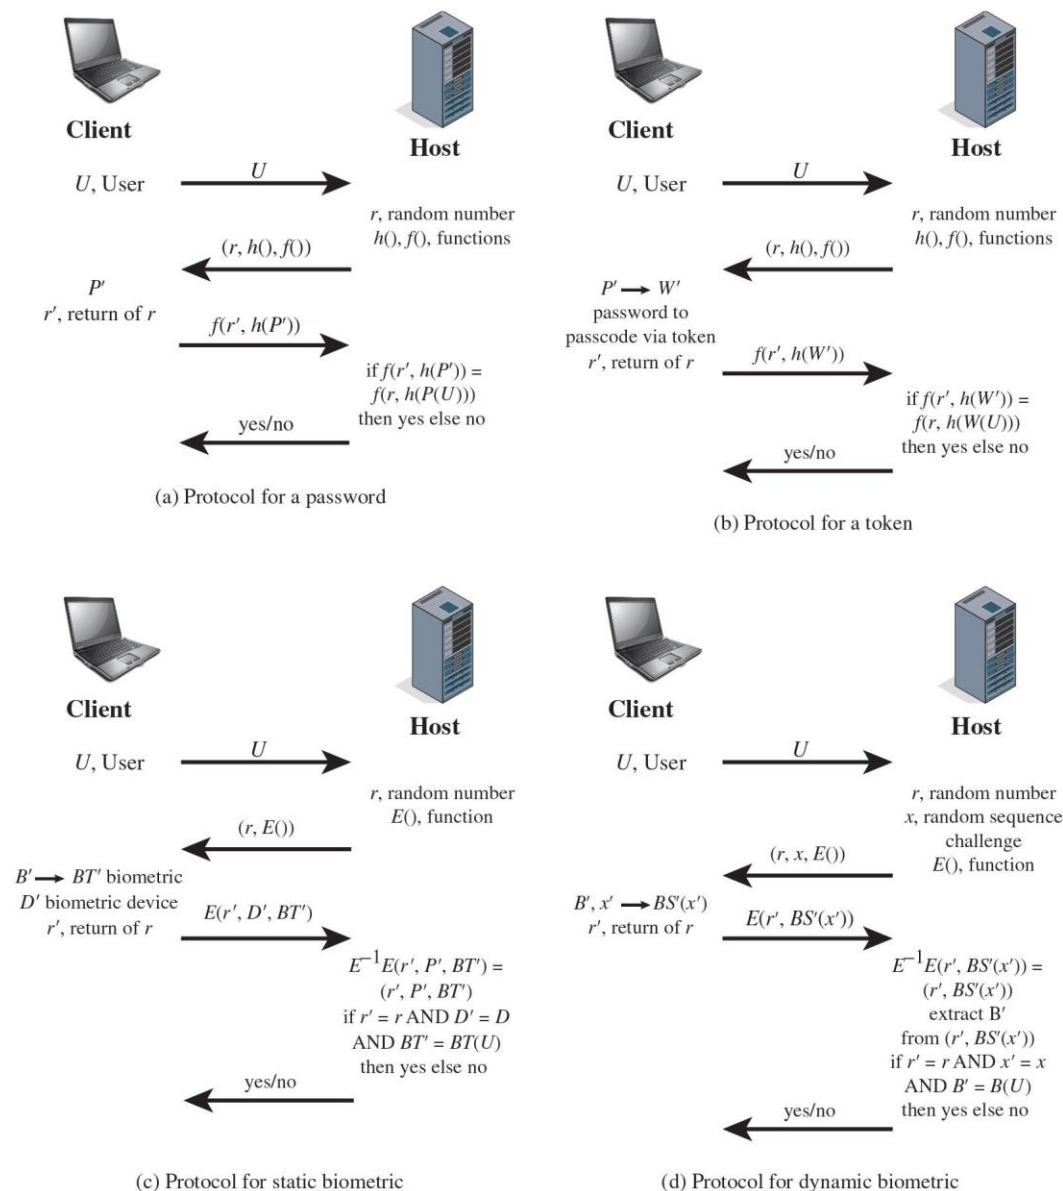 Client
Host
U, User
U
r, random number
h(), f(), functions
(r, h(), f())
P′
r′, return of r
f(r′, h(P′))
if f(r′, h(P′)) =
f(r, h(P(U)))
then yes else no
yes/no
(a) Protocol for a password
Client
Host
U, User
U
r, random number
h(), f(), functions
(r, h(), f())
P′ → W′
password to
passcode via token
r′, return of r
f(r′, h(W′))
if f(r′, h(W′)) =
f(r, h(W(U)))
then yes else no
yes/no
(b) Protocol for a token
Client
Host
U, User
U
r, random number
E(), function
(r, E())
B′ → BT′ biometric
D′ biometric device
r′, return of r
E(r′, D′, BT′)
E⁻¹E(r′, P′, BT′) =
(r′, P′, BT′)
if r′ = r AND D′ = D
AND BT′ = BT(U)
then yes else no
yes/no
(c) Protocol for static biometric
Client
Host
U, User
U
r, random number
x, random sequence
challenge
E(), function
(r, x, E())
B′, x′ → BS′(x′)
r′, return of r
E(r′, BS′(x′))
E⁻¹E(r′, BS′(x′)) =
(r′, BS′(x′))
extract B′
from (r′, BS′(x′))
if r′ = r AND x′ = x
AND B′ = B(U)
then yes else no
yes/no
(d) Protocol for dynamic biometric